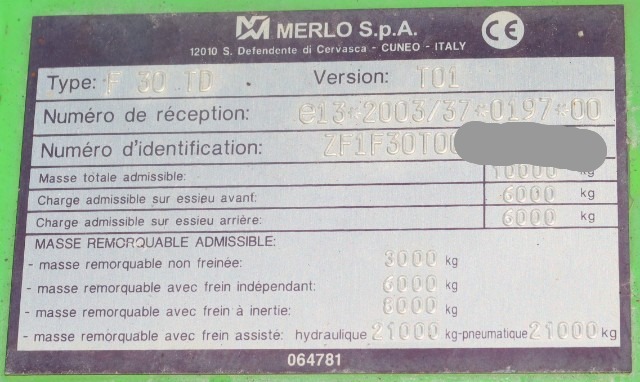 MERLO S.p.A.
CE
12010 S. Defendente di Cervasca - CUNEO - ITALY
Type: F 30 TD Version: T01
Numéro de réception: e13*2003/37*0197*00
Numéro d'identification: ZF1F30T00
Masse totale admissible: 10000 kg
Charge admissible sur essieu avant: 6000 kg
Charge admissible sur essieu arrière: 6000 kg
MASSE REMORQUABLE ADMISSIBLE:
- masse remorquable non freinée: 3000 kg
- masse remorquable avec frein indépendant: 6000 kg
- masse remorquable avec frein à inertie: 8000 kg
- masse remorquable avec frein assisté: hydraulique 21000 kg-pneumatique 21000 kg
064781